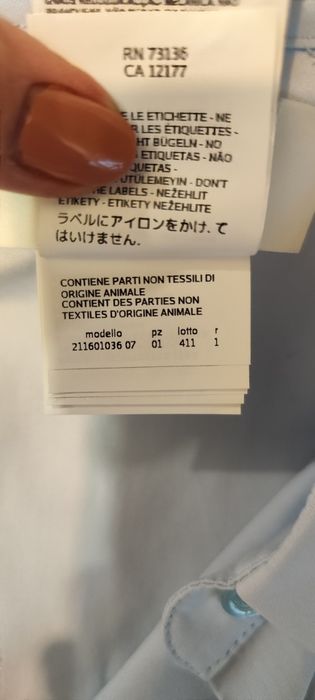 RN 73136
CA 12177
LE ETICHETTE - NE
LES ÉTIQUETTES -
BÜGELN - NO
ETIQUETAS - NÃO
ETIQUETAS -
ÜTÜLEMEYIN - DON'T
LABELS - NEŽEHLIT
ETIKETY - ETIKETY NEŽEHLITE
ラベルにアイロンをかけ、て
はいけません.
CONTIENE PARTI NON TESSILI DI
ORIGINE ANIMALE
CONTIENT DES PARTIES NON
TEXTILES D'ORIGINE ANIMALE
modello pz lotto r
211601036 07 01 411 1